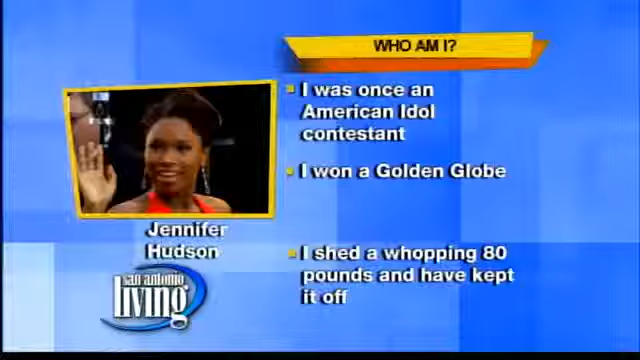 WHO AM I?
I was once an
American Idol
contestant
I won a Golden Globe
Jennifer
Hudson
I shed a whopping 80
pounds and have kept
it off
san antonio
living